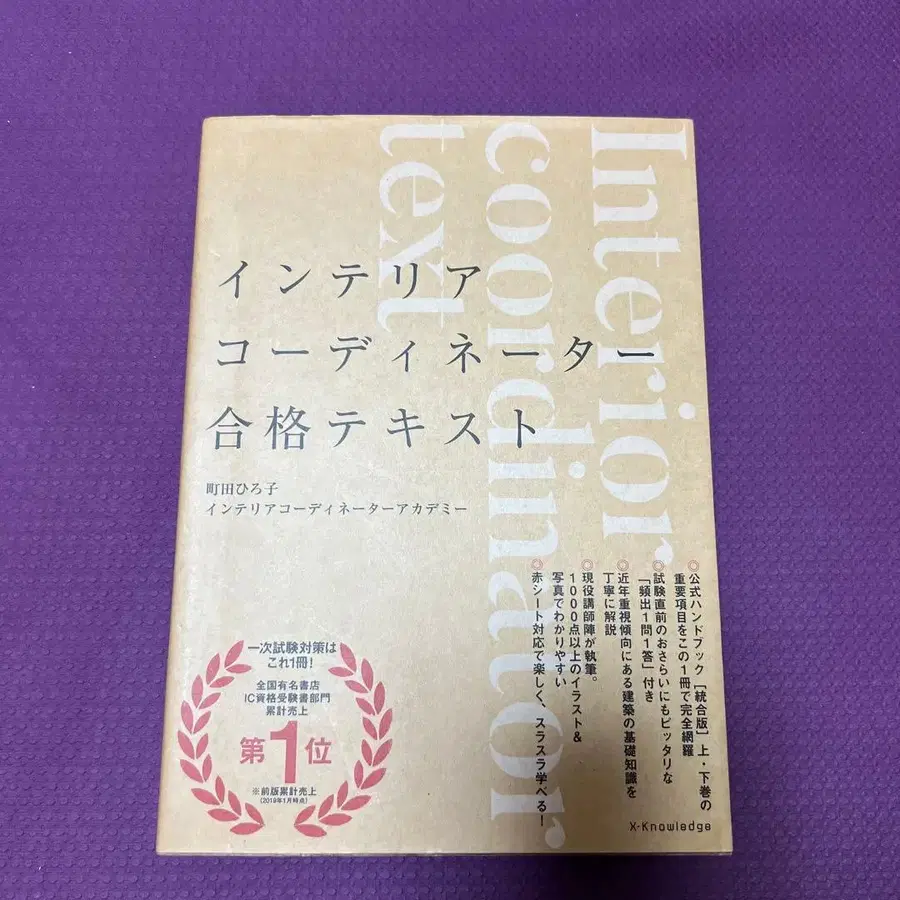 Interior
coordinator
text
インテリア
コーディネーター
合格テキスト
町田ひろ子
インテリアコーディネーターアカデミー
◎公式ハンドブック［統合版］上・下巻の
重要項目をこの1冊で完全網羅
◎試験直前のおさらいにもピッタリな
「頻出1問1答」付き
◎近年重視傾向にある建築の基礎知識を
丁寧に解説
◎現役講師陣が執筆。
1000点以上のイラスト&
写真でわかりやすい
◎赤シート対応で楽しく、スラスラ学べる!
一次試験対策は
これ1冊!
全国有名書店
IC資格受験書部門
累計売上
第1位
※前版累計売上
(2019年1月時点)
X-Knowledge